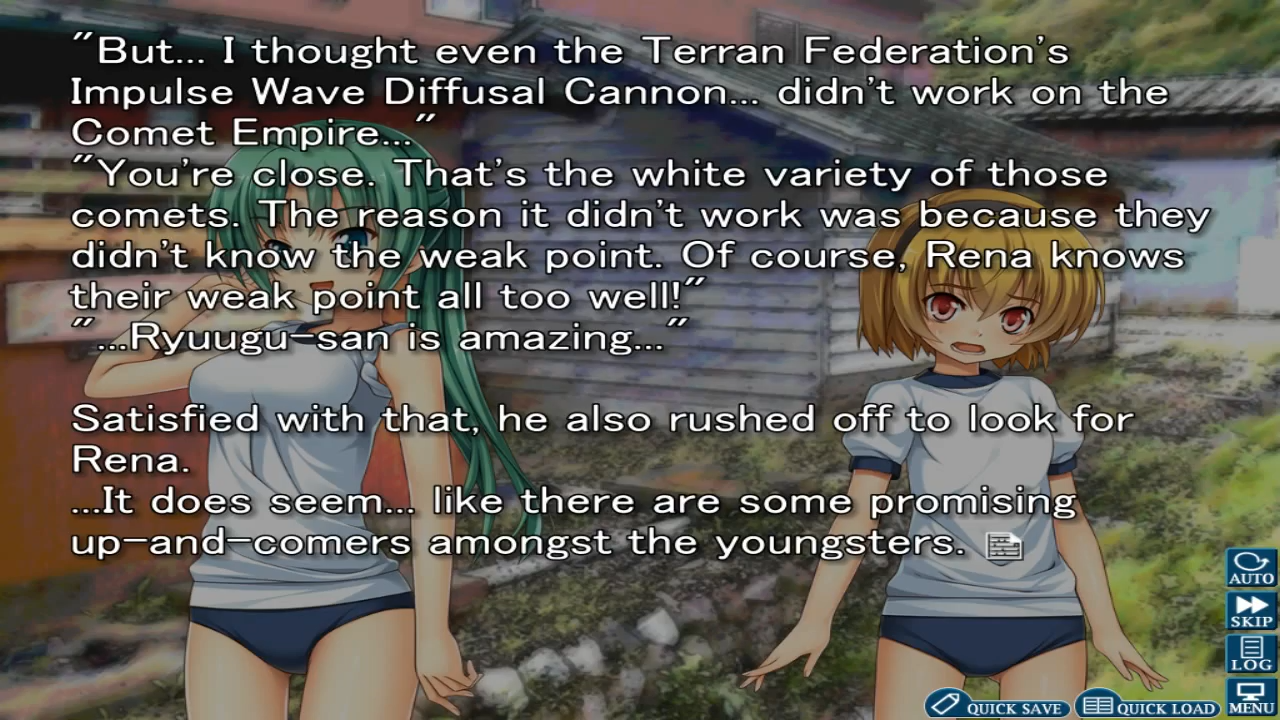 "But... I thought even the Terran Federation's
Impulse Wave Diffusal Cannon... didn't work on the
Comet Empire..."
"You're close. That's the white variety of those
comets. The reason it didn't work was because they
didn't know the weak point. Of course, Rena knows
their weak point all too well!"
"...Ryuugu-san is amazing..."
Satisfied with that, he also rushed off to look for
Rena.
...It does seem... like there are some promising
up-and-comers amongst the youngsters.
AUTO
SKIP
LOG
MENU
QUICK SAVE
QUICK LOAD